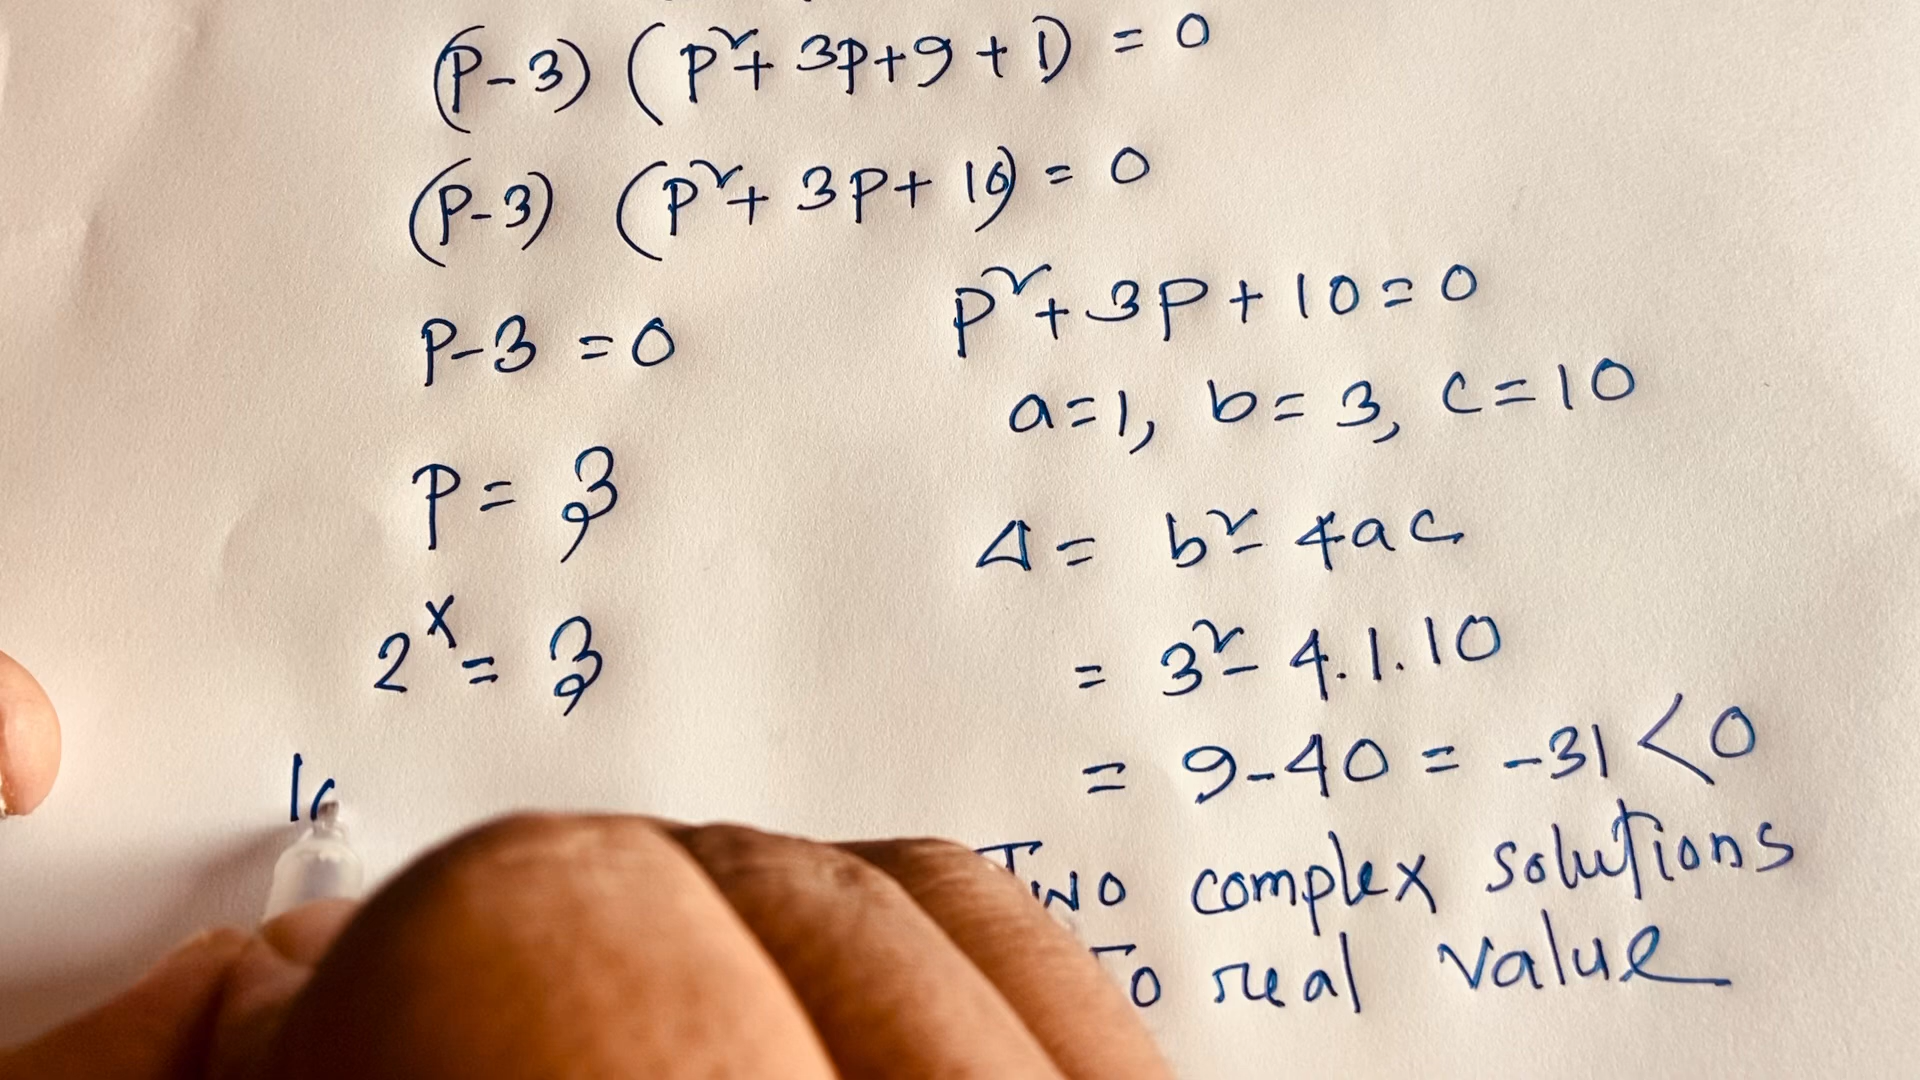 (P-3) (p²+ 3p+9+1) = 0
(P-3) (p²+ 3p+ 10) = 0
P-3 = 0
P = 3
2ˣ = 3
p²+3p+10=0
a=1, b=3, c=10
Δ = b²-4ac
= 3²-4.1.10
= 9-40 = -31<0
Two complex solutions
real value